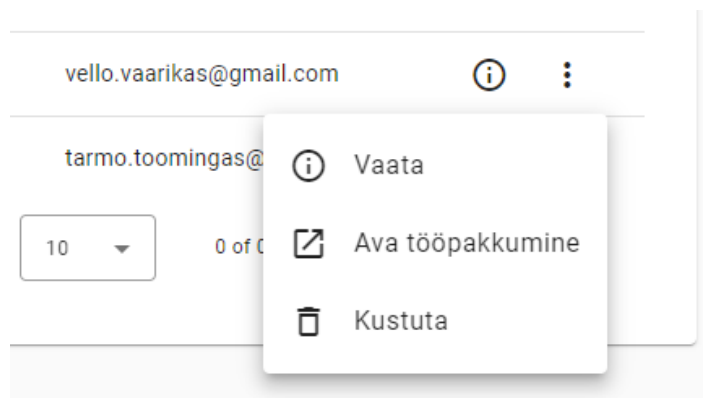 vello.vaarikas@gmail.com
tarmo.toomingas@
Vaata
10
0 of
Ava tööpakkumine
Kustuta